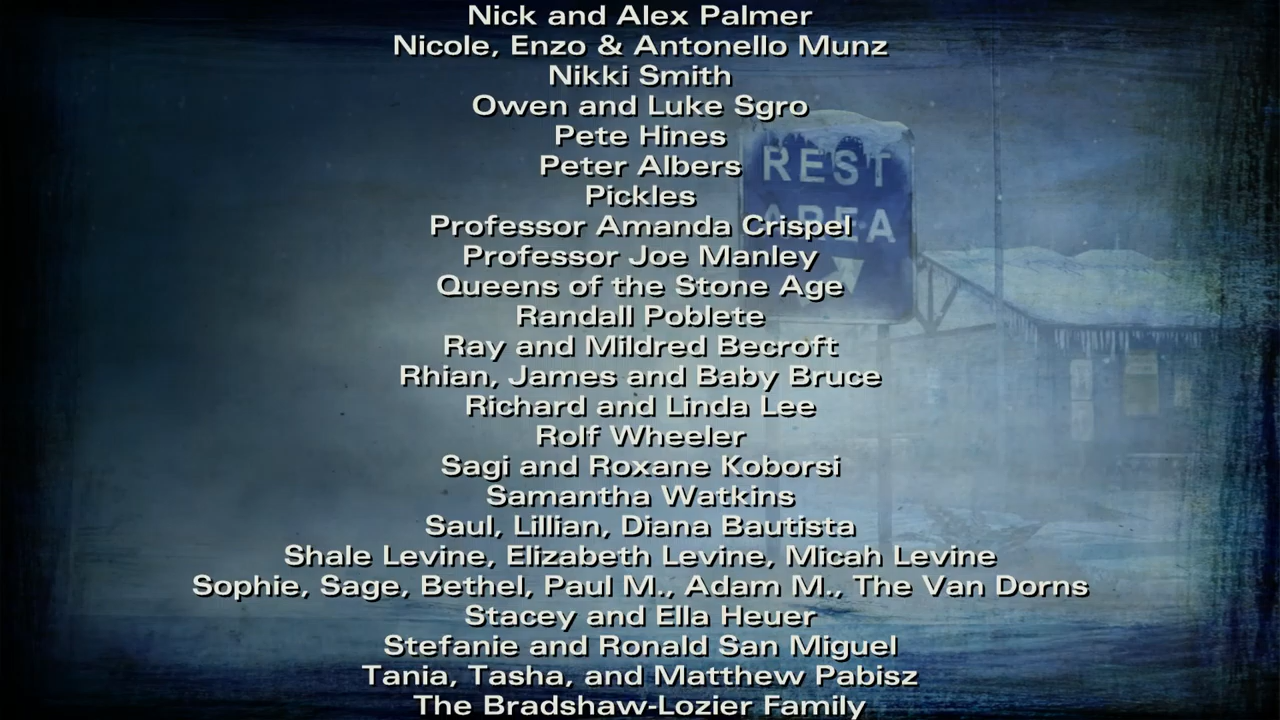 Nick and Alex Palmer
Nicole, Enzo & Antonello Munz
Nikki Smith
Owen and Luke Sgro
Pete Hines
Peter Albers
Pickles
Professor Amanda Crispel
Professor Joe Manley
Queens of the Stone Age
Randall Poblete
Ray and Mildred Becroft
Rhian, James and Baby Bruce
Richard and Linda Lee
Rolf Wheeler
Sagi and Roxane Koborsi
Samantha Watkins
Saul, Lillian, Diana Bautista
Shale Levine, Elizabeth Levine, Micah Levine
Sophie, Sage, Bethel, Paul M., Adam M., The Van Dorns
Stacey and Ella Heuer
Stefanie and Ronald San Miguel
Tania, Tasha, and Matthew Pabisz
The Bradshaw-Lozier Family
REST
AREA